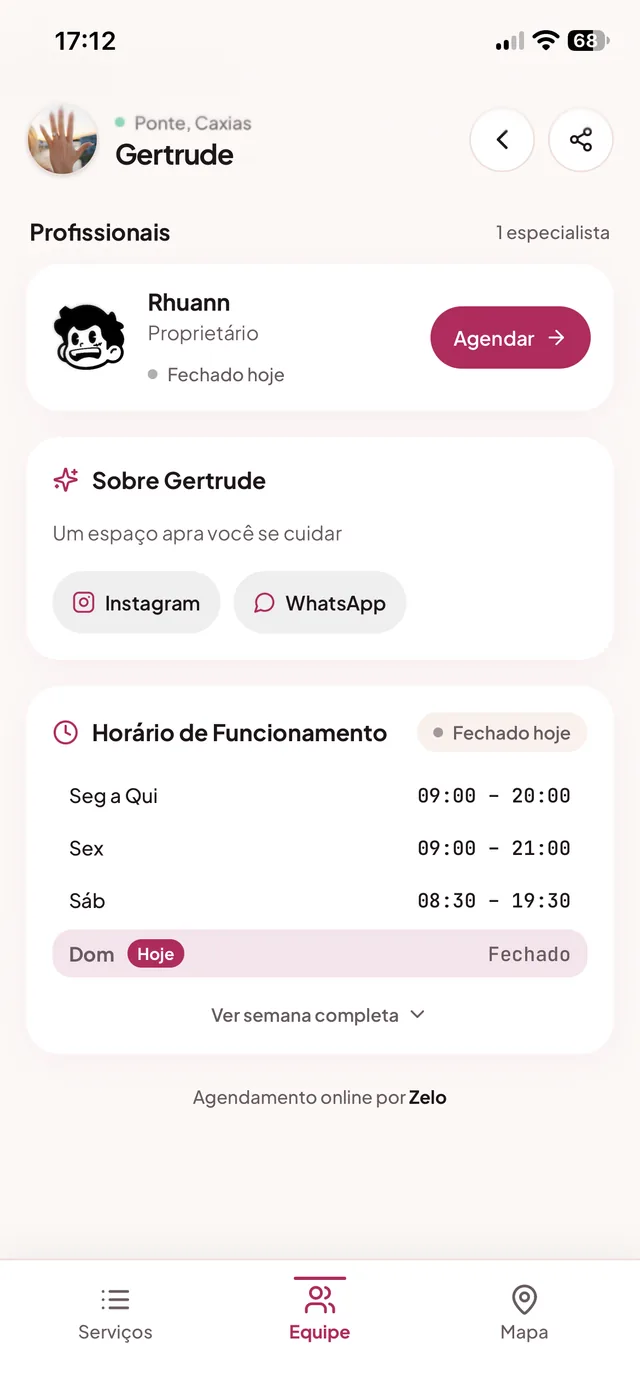 17:12
68
Ponte, Caxias
Gertrude
Profissionais
1 especialista
Rhuann
Proprietário
Fechado hoje
Agendar
Sobre Gertrude
Um espaço apra você se cuidar
Instagram
WhatsApp
Horário de Funcionamento
Fechado hoje
Seg a Qui
09:00 – 20:00
Sex
09:00 – 21:00
Sáb
08:30 – 19:30
Dom
Hoje
Fechado
Ver semana completa
Agendamento online por Zelo
Serviços
Equipe
Mapa